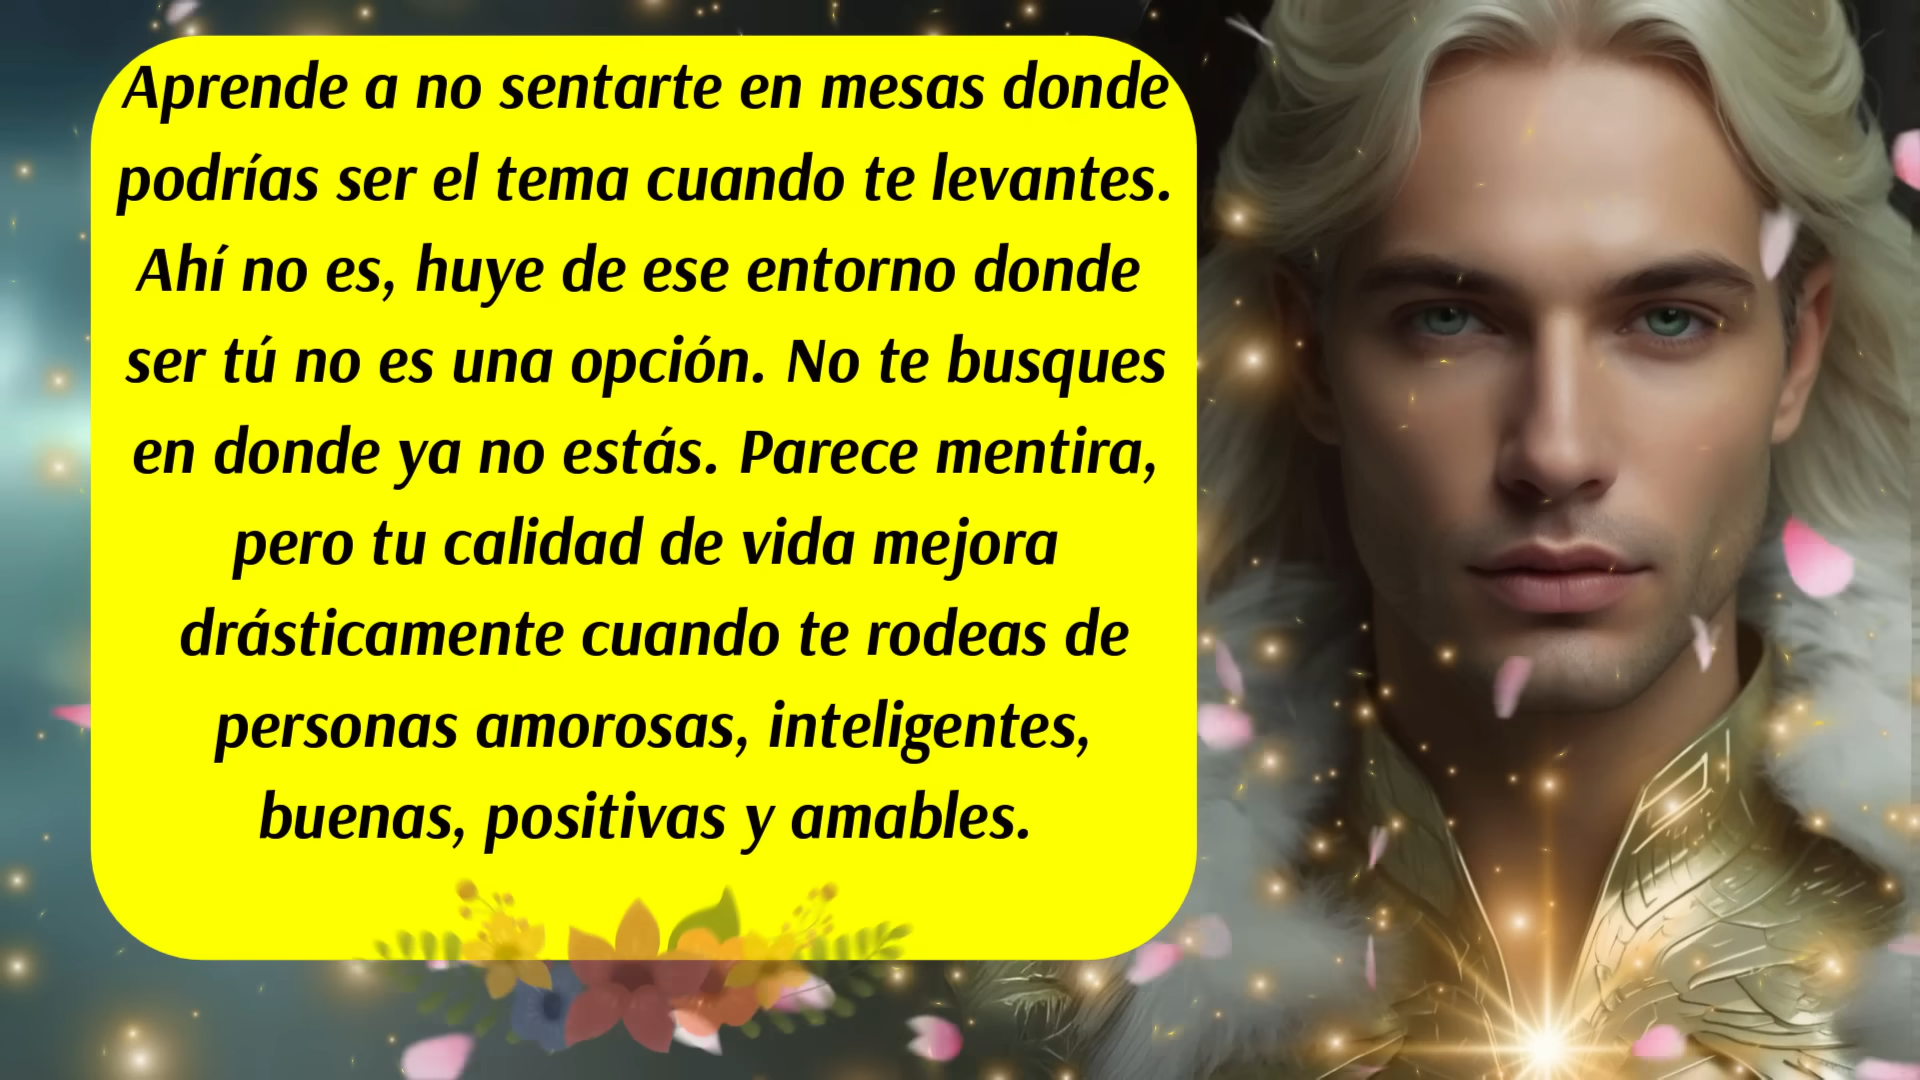 Aprende a no sentarte en mesas donde
podrías ser el tema cuando te levantes.
Ahí no es, huye de ese entorno donde
ser tú no es una opción. No te busques
en donde ya no estás. Parece mentira,
pero tu calidad de vida mejora
drásticamente cuando te rodeas de
personas amorosas, inteligentes,
buenas, positivas y amables.